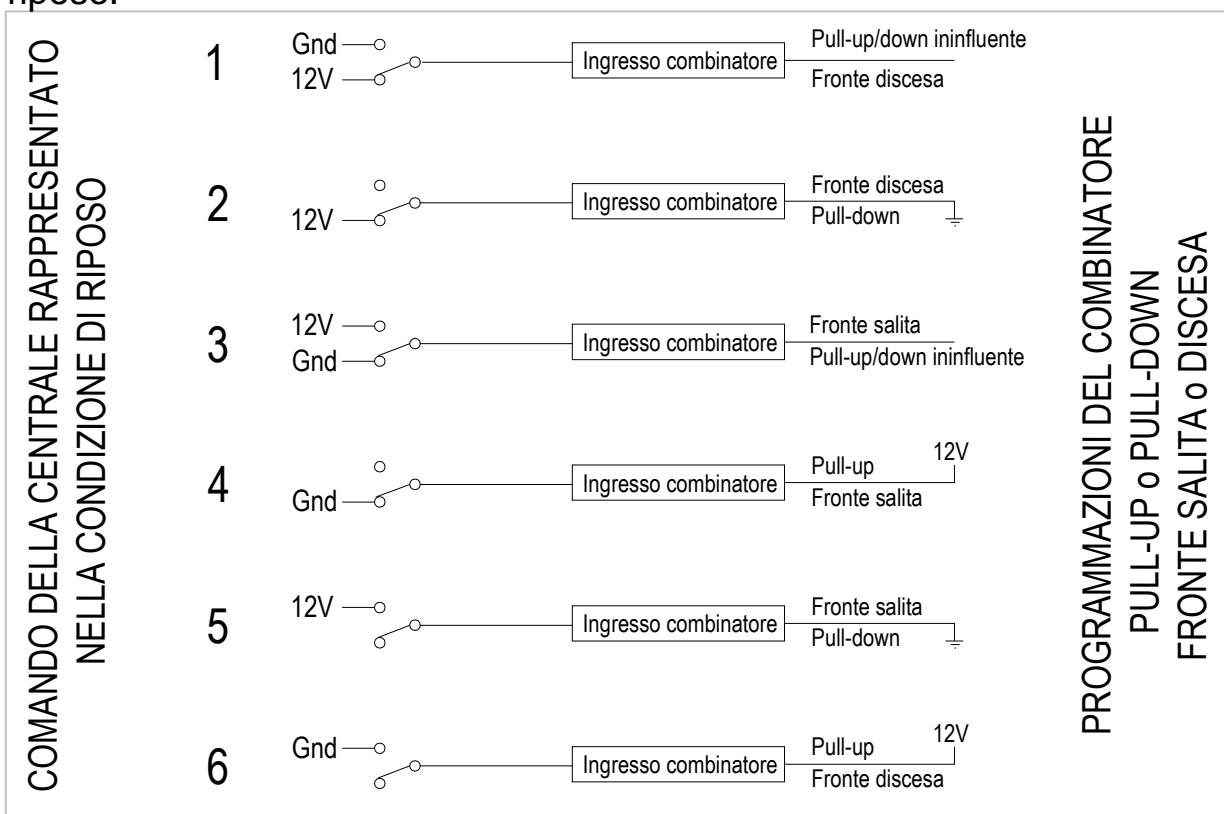 riposo.
COMANDO DELLA CENTRALE RAPPRESENTATO
NELLA CONDIZIONE DI RIPOSO
1
Gnd
12V
Ingresso combinatore
Pull-up/down ininfluente
Fronte discesa
2
12V
Ingresso combinatore
Fronte discesa
Pull-down
3
12V
Gnd
Ingresso combinatore
Fronte salita
Pull-up/down ininfluente
4
Gnd
Ingresso combinatore
Pull-up
12V
Fronte salita
5
12V
Ingresso combinatore
Fronte salita
Pull-down
6
Gnd
Ingresso combinatore
Pull-up
12V
Fronte discesa
PROGRAMMAZIONI DEL COMBINATORE
PULL-UP o PULL-DOWN
FRONTE SALITA o DISCESA